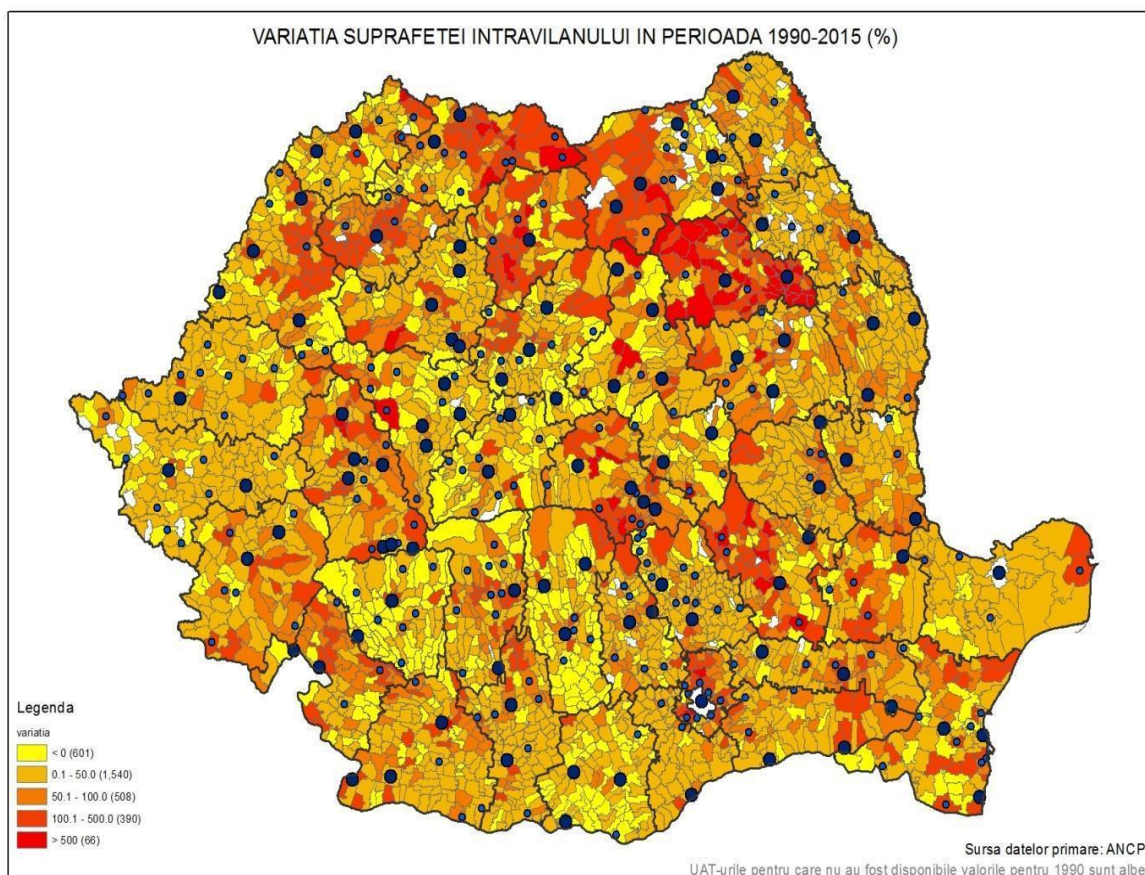 VARIATIA SUPRAFETEI INTRAVILANULUI IN PERIOADA 1990-2015 (%)
Legenda
variatia
< 0 (601)
0.1 - 50.0 (1,540)
50.1 - 100.0 (508)
100.1 - 500.0 (390)
> 500 (66)
Sursa datelor primare: ANCP
UAT-urile pentru care nu au fost disponibile valorile pentru 1990 sunt albe